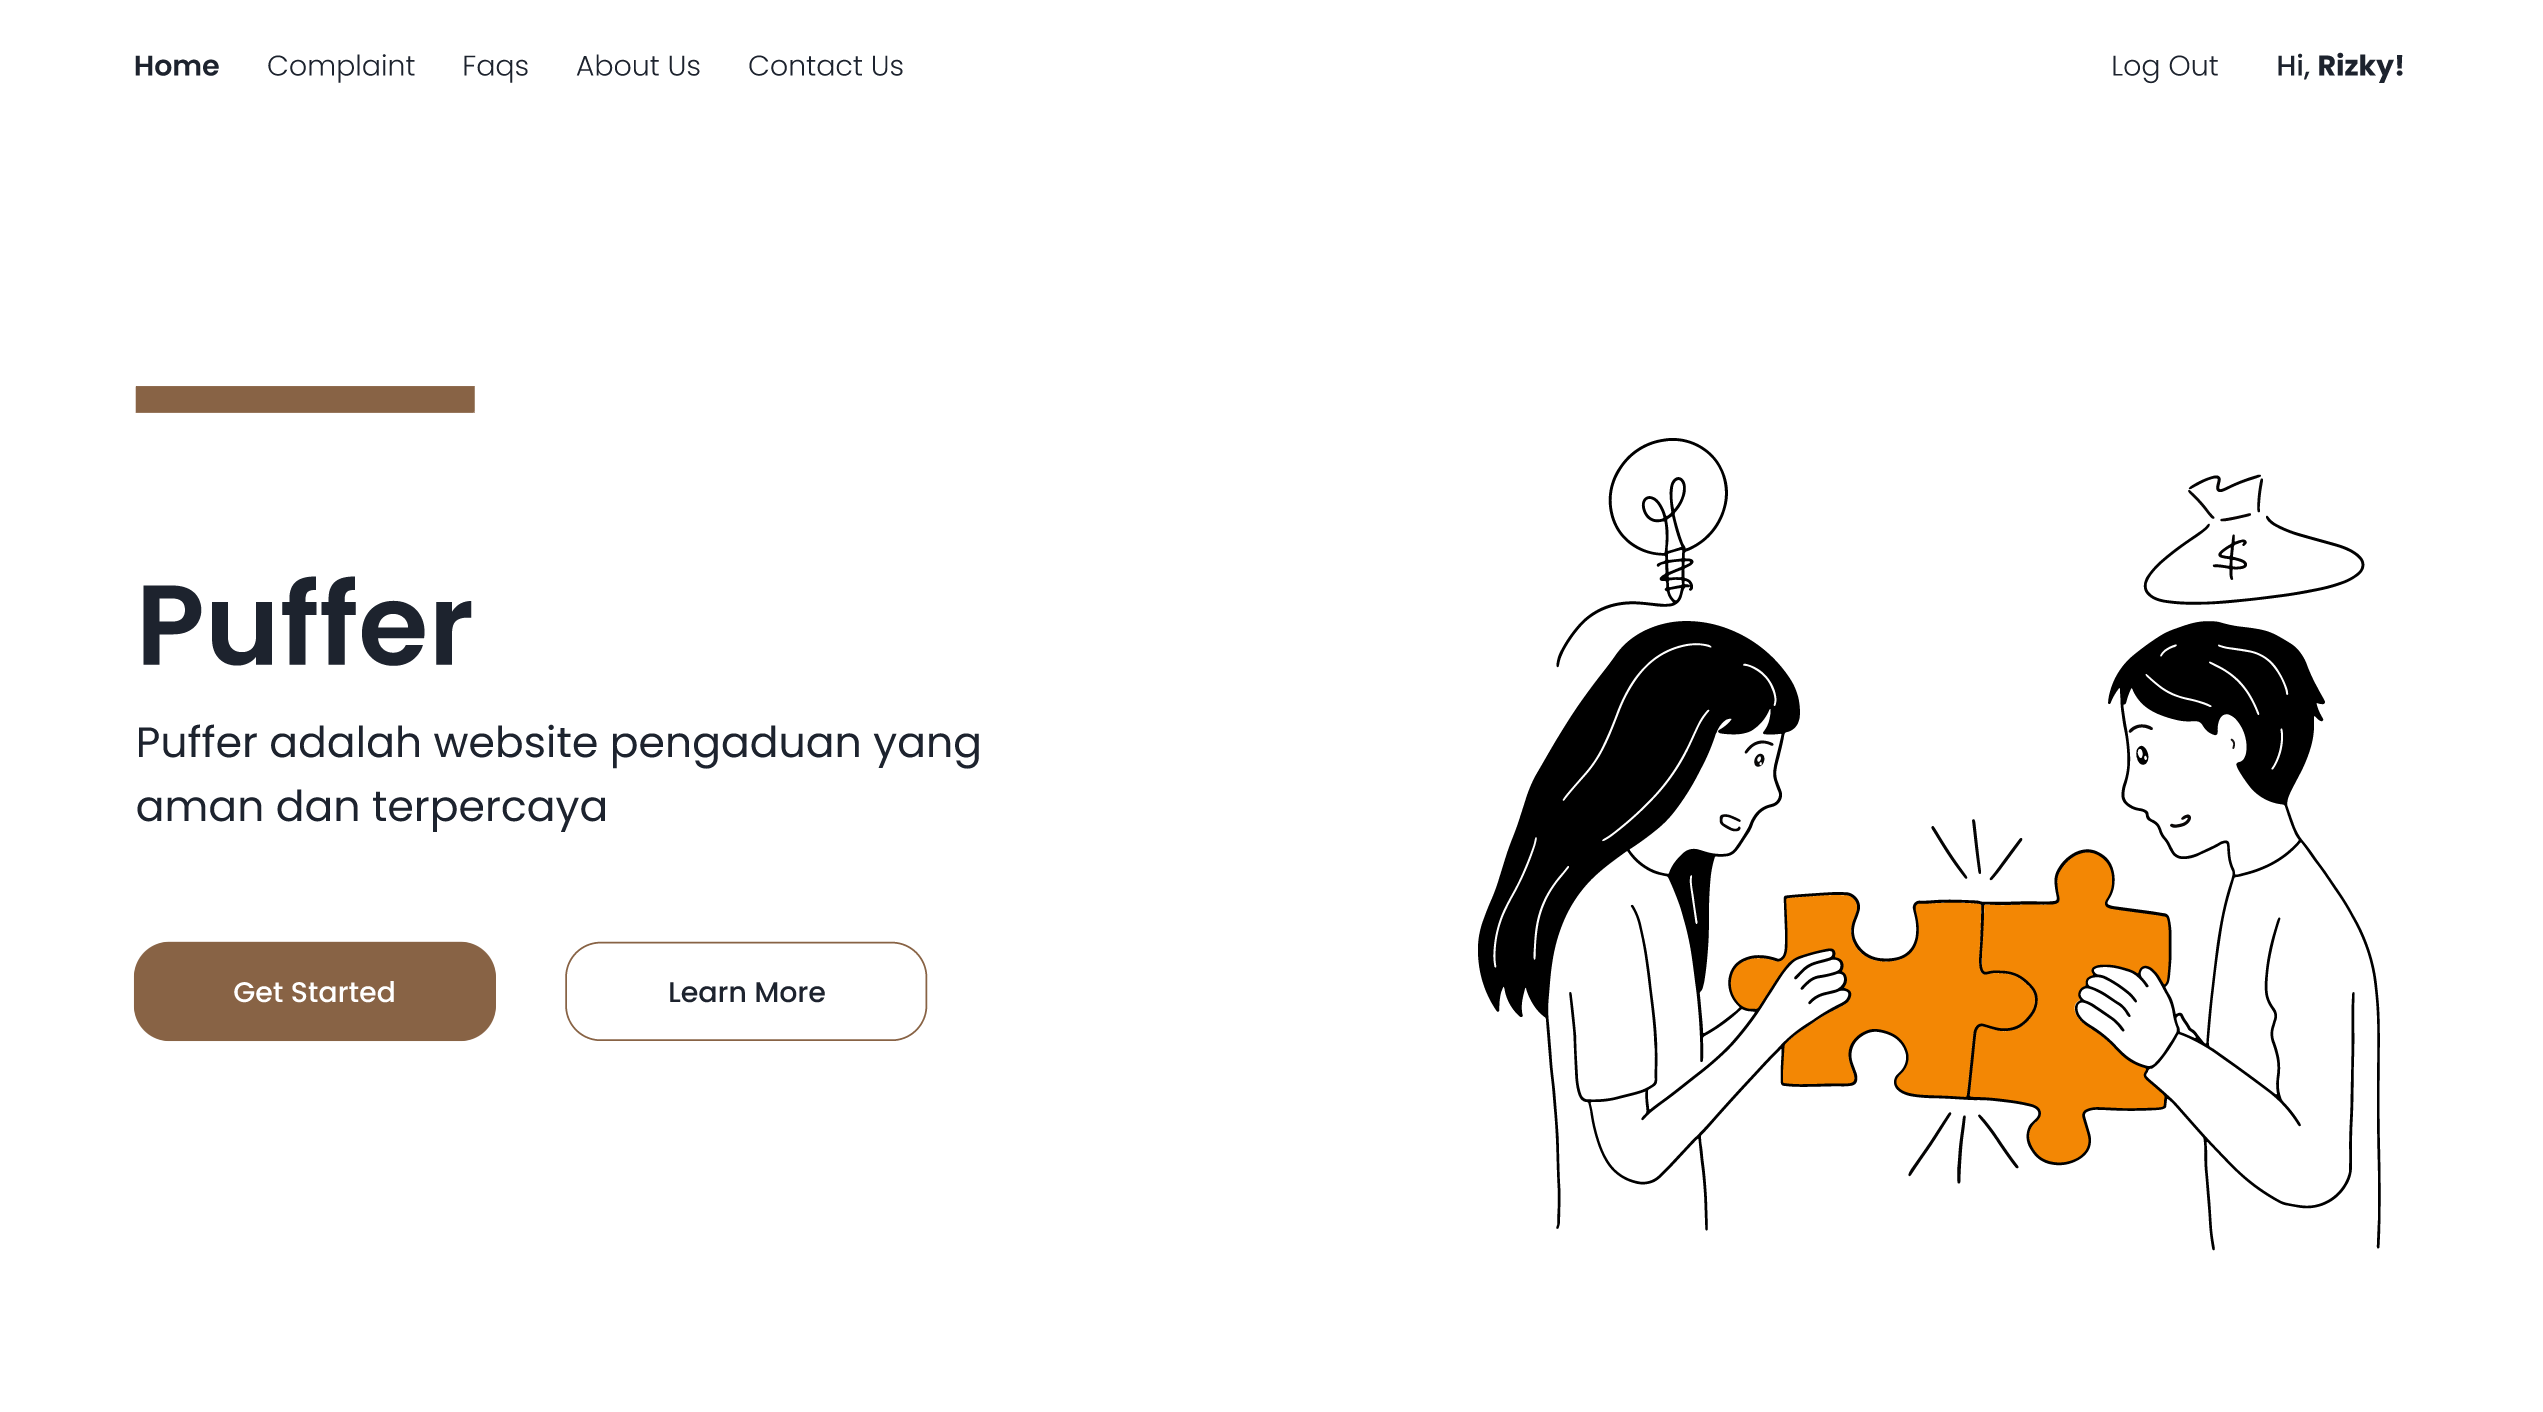 Home Complaint Faqs About Us Contact Us Log Out Hi, Rizky!
Puffer
Puffer adalah website pengaduan yang
aman dan terpercaya
Get Started Learn More
$